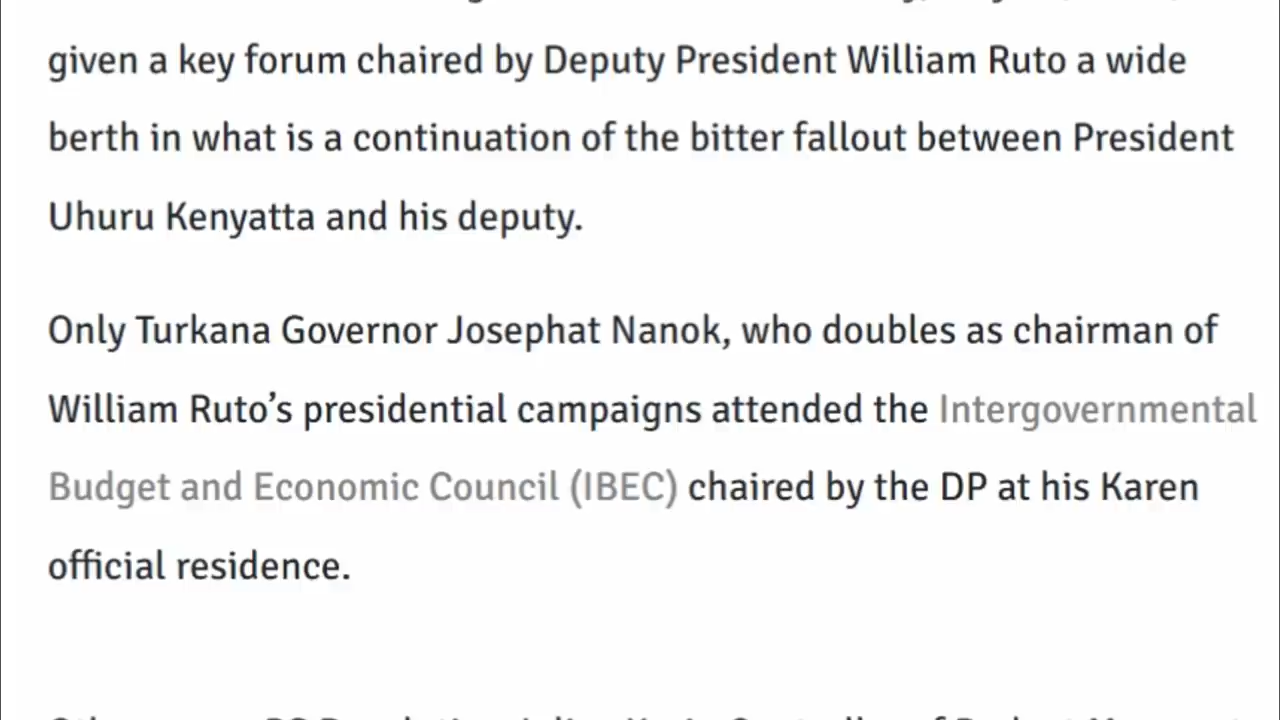 given a key forum chaired by Deputy President William Ruto a wide
berth in what is a continuation of the bitter fallout between President
Uhuru Kenyatta and his deputy.
Only Turkana Governor Josephat Nanok, who doubles as chairman of
William Ruto’s presidential campaigns attended the Intergovernmental
Budget and Economic Council (IBEC) chaired by the DP at his Karen
official residence.